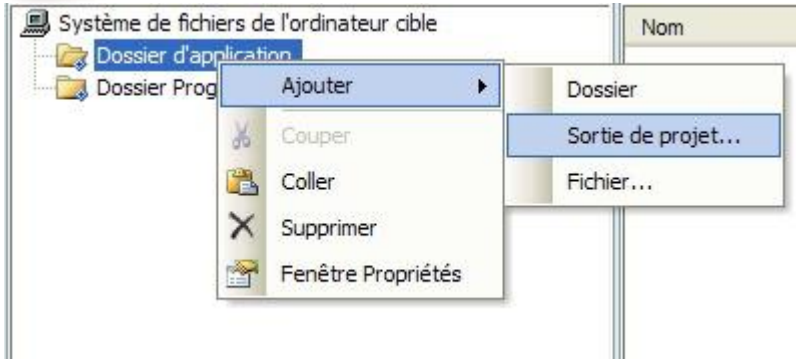 Système de fichiers de l'ordinateur cible
Nom
Dossier d'application
Dossier Prog
Ajouter
Dossier
Couper
Sortie de projet...
Coller
Fichier...
Supprimer
Fenêtre Propriétés